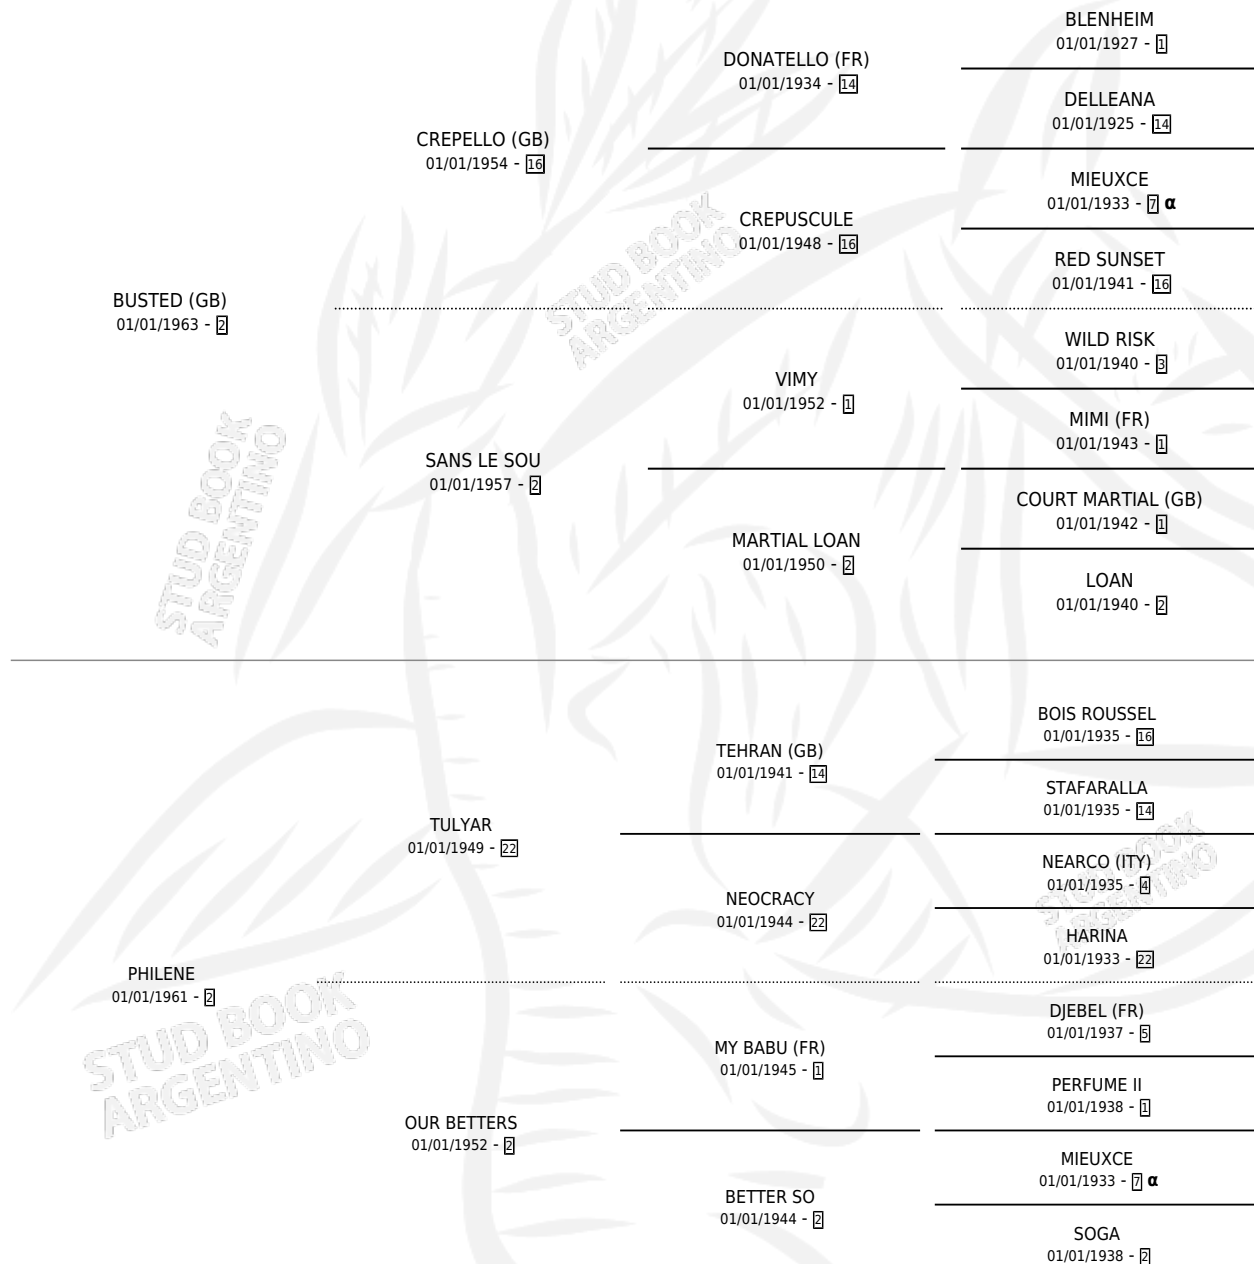 BLENHEIM
01/01/1927 - 1
DONATELLO (FR)
01/01/1934 - 14
DELLEANA
01/01/1925 - 14
CREPELLO (GB)
01/01/1954 - 16
MIEUXCE
01/01/1933 - 7 α
CREPUSCULE
01/01/1948 - 16
RED SUNSET
01/01/1941 - 16
BUSTED (GB)
01/01/1963 - 2
WILD RISK
01/01/1940 - 3
VIMY
01/01/1952 - 1
MIMI (FR)
01/01/1943 - 1
SANS LE SOU
01/01/1957 - 2
COURT MARTIAL (GB)
01/01/1942 - 1
MARTIAL LOAN
01/01/1950 - 2
LOAN
01/01/1940 - 2
BOIS ROUSSEL
01/01/1935 - 16
TEHRAN (GB)
01/01/1941 - 14
STAFARALLA
01/01/1935 - 14
TULYAR
01/01/1949 - 22
NEARCO (ITY)
01/01/1935 - 4
NEOCRACY
01/01/1944 - 22
HARINA
01/01/1933 - 22
PHILENE
01/01/1961 - 2
DJEBEL (FR)
01/01/1937 - 5
MY BABU (FR)
01/01/1945 - 1
PERFUME II
01/01/1938 - 1
OUR BETTERS
01/01/1952 - 2
MIEUXCE
01/01/1933 - 7 α
BETTER SO
01/01/1944 - 2
SOGA
01/01/1938 - 2
STUD BOOK
ARGENTINO
STUD BOOK
ARGENTINO
STUD BOOK
ARGENTINO
STUD BOOK
ARGENTINO